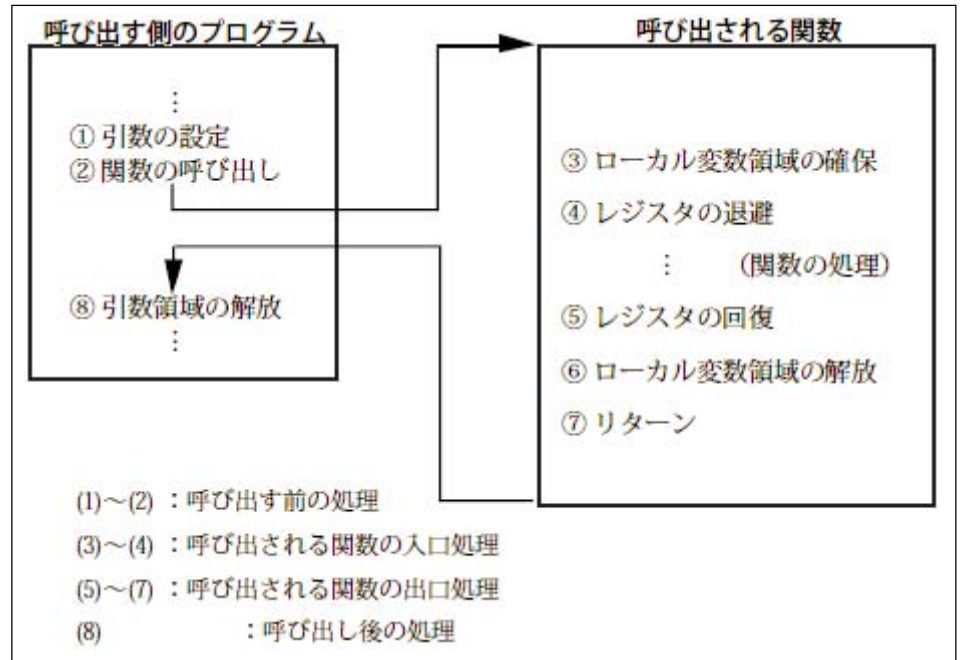 呼び出す側のプログラム
⋮
① 引数の設定
② 関数の呼び出し
⑧ 引数領域の解放
⋮
呼び出される関数
③ ローカル変数領域の確保
④ レジスタの退避
⋮ (関数の処理)
⑤ レジスタの回復
⑥ ローカル変数領域の解放
⑦ リターン
(1)～(2) ：呼び出す前の処理
(3)～(4) ：呼び出される関数の入口処理
(5)～(7) ：呼び出される関数の出口処理
(8) ：呼び出し後の処理